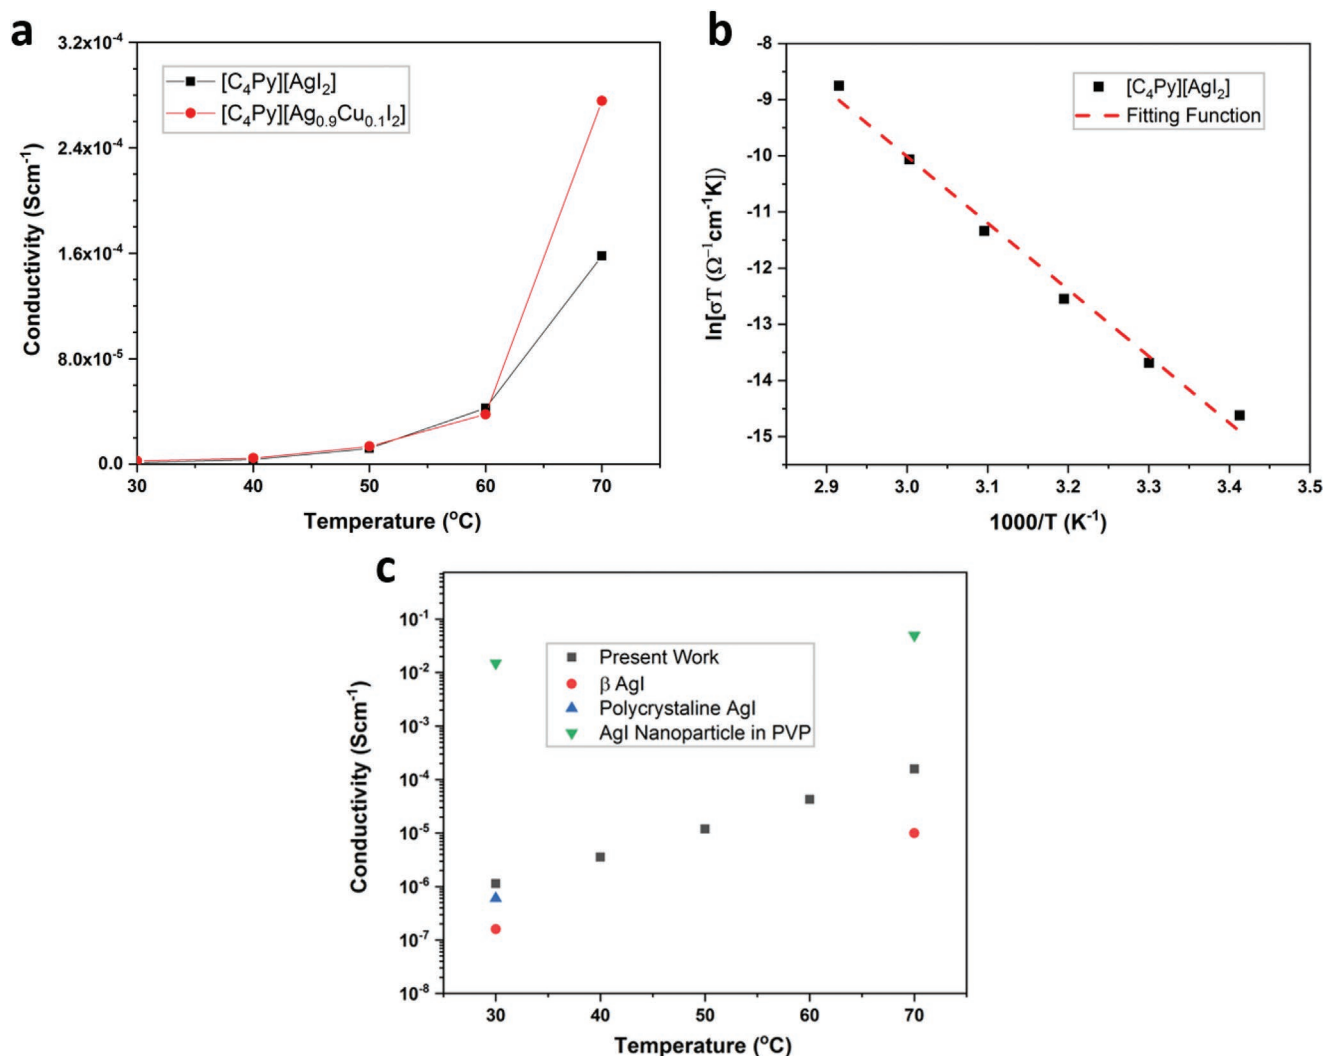 a
3.2x10⁻⁴
2.4x10⁻⁴
1.6x10⁻⁴
8.0x10⁻⁵
0.0
Conductivity (Scm⁻¹)
[C₄Py][AgI₂]
[C₄Py][Ag₀.₉Cu₀.₁I₂]
30 40 50 60 70
Temperature (°C)
b
-8
-9
-10
-11
-12
-13
-14
-15
ln[σT (Ω⁻¹cm⁻¹K])
[C₄Py][AgI₂]
Fitting Function
2.9 3.0 3.1 3.2 3.3 3.4 3.5
1000/T (K⁻¹)
c
10⁻¹
10⁻²
10⁻³
10⁻⁴
10⁻⁵
10⁻⁶
10⁻⁷
10⁻⁸
Conductivity (Scm⁻¹)
Present Work
β AgI
Polycrystaline AgI
AgI Nanoparticle in PVP
30 40 50 60 70
Temperature (°C)